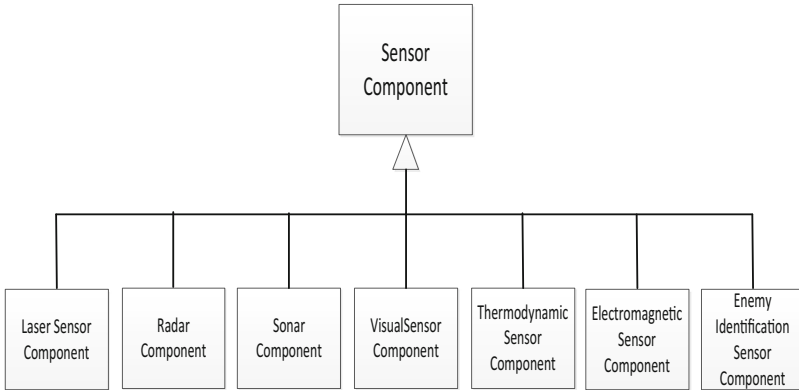 Sensor
Component
Laser Sensor
Component
Radar
Component
Sonar
Component
VisualSensor
Component
Thermodynamic
Sensor
Component
Electromagnetic
Sensor
Component
Enemy
Identification
Sensor
Component